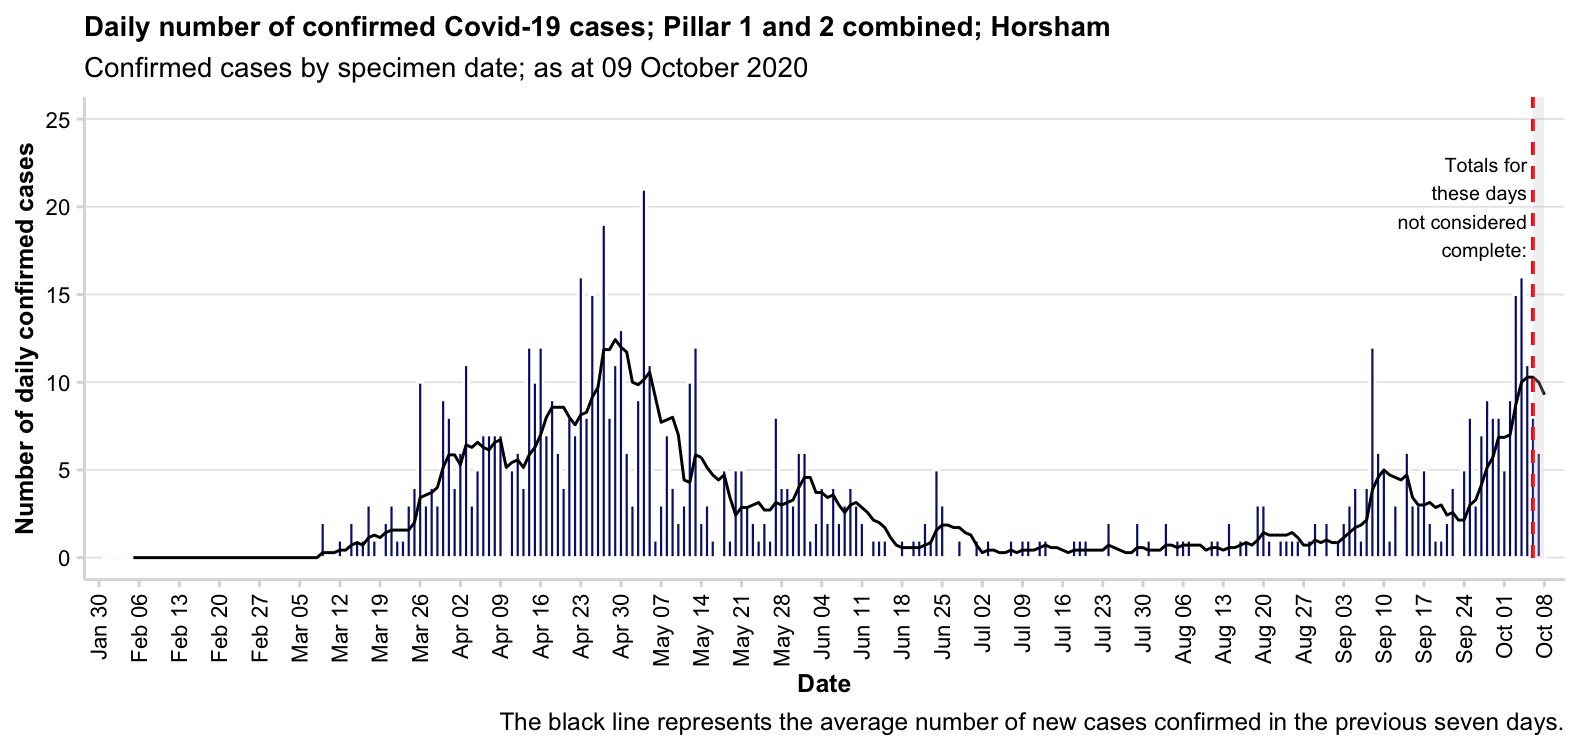 Daily number of confirmed Covid-19 cases; Pillar 1 and 2 combined; Horsham
Confirmed cases by specimen date; as at 09 October 2020
Number of daily confirmed cases
25
20
15
10
5
0
Totals for
these days
not considered
complete:
Jan 30
Feb 06
Feb 13
Feb 20
Feb 27
Mar 05
Mar 12
Mar 19
Mar 26
Apr 02
Apr 09
Apr 16
Apr 23
Apr 30
May 07
May 14
May 21
May 28
Jun 04
Jun 11
Jun 18
Jun 25
Jul 02
Jul 09
Jul 16
Jul 23
Jul 30
Aug 06
Aug 13
Aug 20
Aug 27
Sep 03
Sep 10
Sep 17
Sep 24
Oct 01
Oct 08
Date
The black line represents the average number of new cases confirmed in the previous seven days.